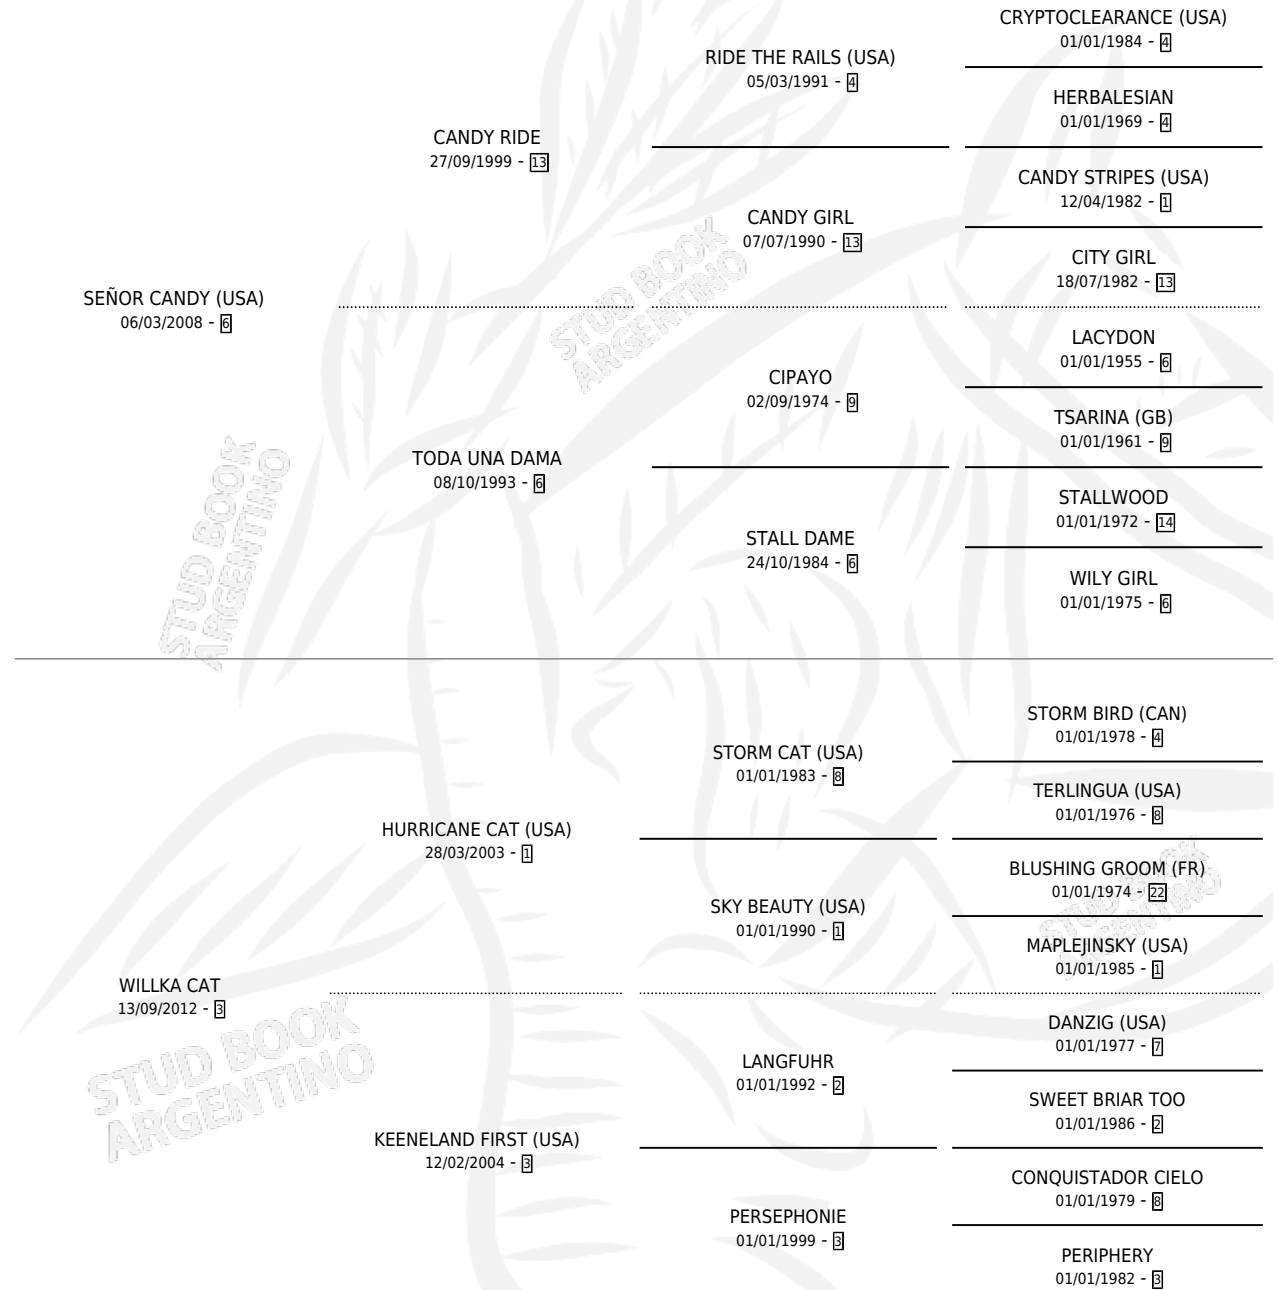 CRYPTOCLEARANCE (USA)
01/01/1984 - 4
RIDE THE RAILS (USA)
05/03/1991 - 4
HERBALESIAN
01/01/1969 - 4
CANDY RIDE
27/09/1999 - 13
CANDY STRIPES (USA)
12/04/1982 - 1
CANDY GIRL
07/07/1990 - 13
CITY GIRL
18/07/1982 - 13
SEÑOR CANDY (USA)
06/03/2008 - 6
LACYDON
01/01/1955 - 6
CIPAYO
02/09/1974 - 9
TSARINA (GB)
01/01/1961 - 9
TODA UNA DAMA
08/10/1993 - 6
STALLWOOD
01/01/1972 - 14
STALL DAME
24/10/1984 - 6
WILY GIRL
01/01/1975 - 6
STUD BOOK
ARGENTINO
STUD BOOK
ARGENTINO
STORM BIRD (CAN)
01/01/1978 - 4
STORM CAT (USA)
01/01/1983 - 8
TERLINGUA (USA)
01/01/1976 - 8
HURRICANE CAT (USA)
28/03/2003 - 1
BLUSHING GROOM (FR)
01/01/1974 - 22
SKY BEAUTY (USA)
01/01/1990 - 1
MAPLEJINSKY (USA)
01/01/1985 - 1
WILLKA CAT
13/09/2012 - 3
DANZIG (USA)
01/01/1977 - 7
LANGFUHR
01/01/1992 - 2
SWEET BRIAR TOO
01/01/1986 - 2
KEENELAND FIRST (USA)
12/02/2004 - 3
CONQUISTADOR CIELO
01/01/1979 - 8
PERSEPHONIE
01/01/1999 - 3
PERIPHERY
01/01/1982 - 3
STUD BOOK
ARGENTINO
STUD BOOK
ARGENTINO